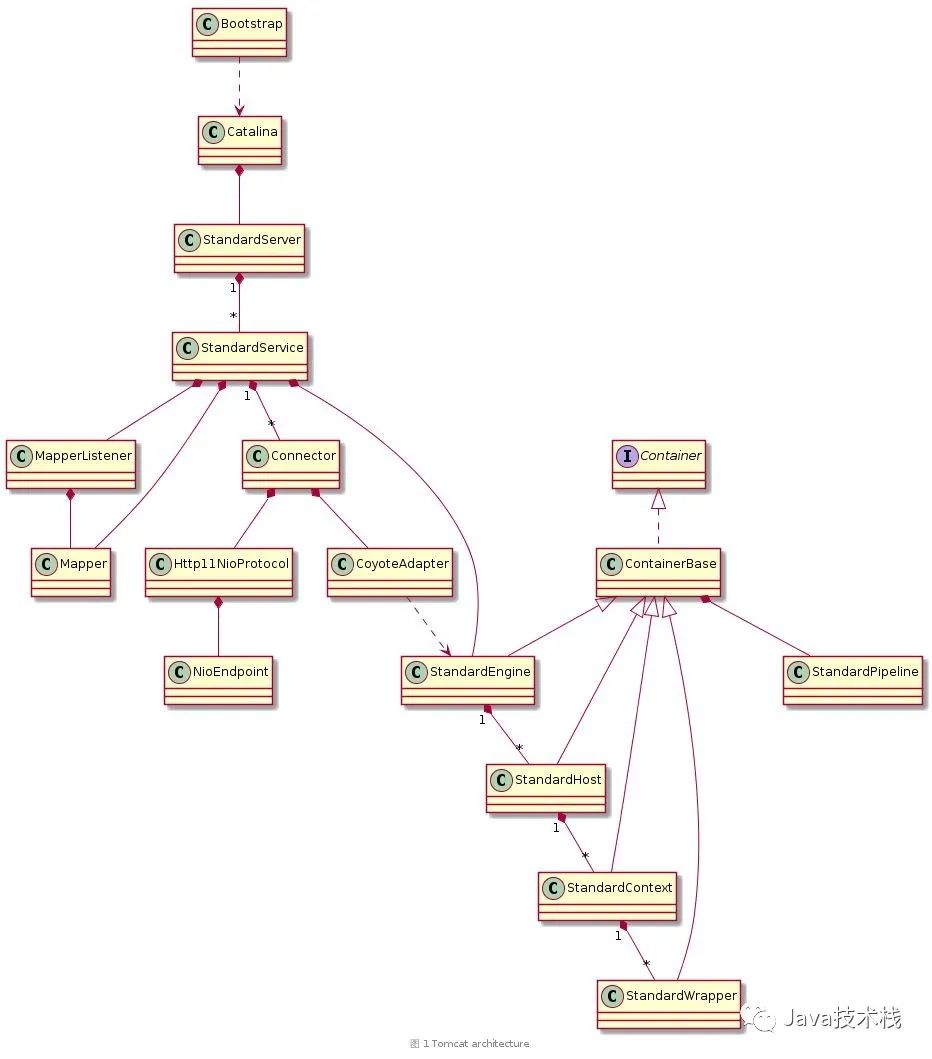 C Bootstrap
C Catalina
C StandardServer
1
*
C StandardService
1
*
C MapperListener
C Connector
I Container
C Mapper
C Http11NioProtocol
C CoyoteAdapter
C ContainerBase
C NioEndpoint
C StandardEngine
C StandardPipeline
1
*
C StandardHost
1
*
C StandardContext
1
*
C StandardWrapper
Java技术栈
图 1 Tomcat architecture